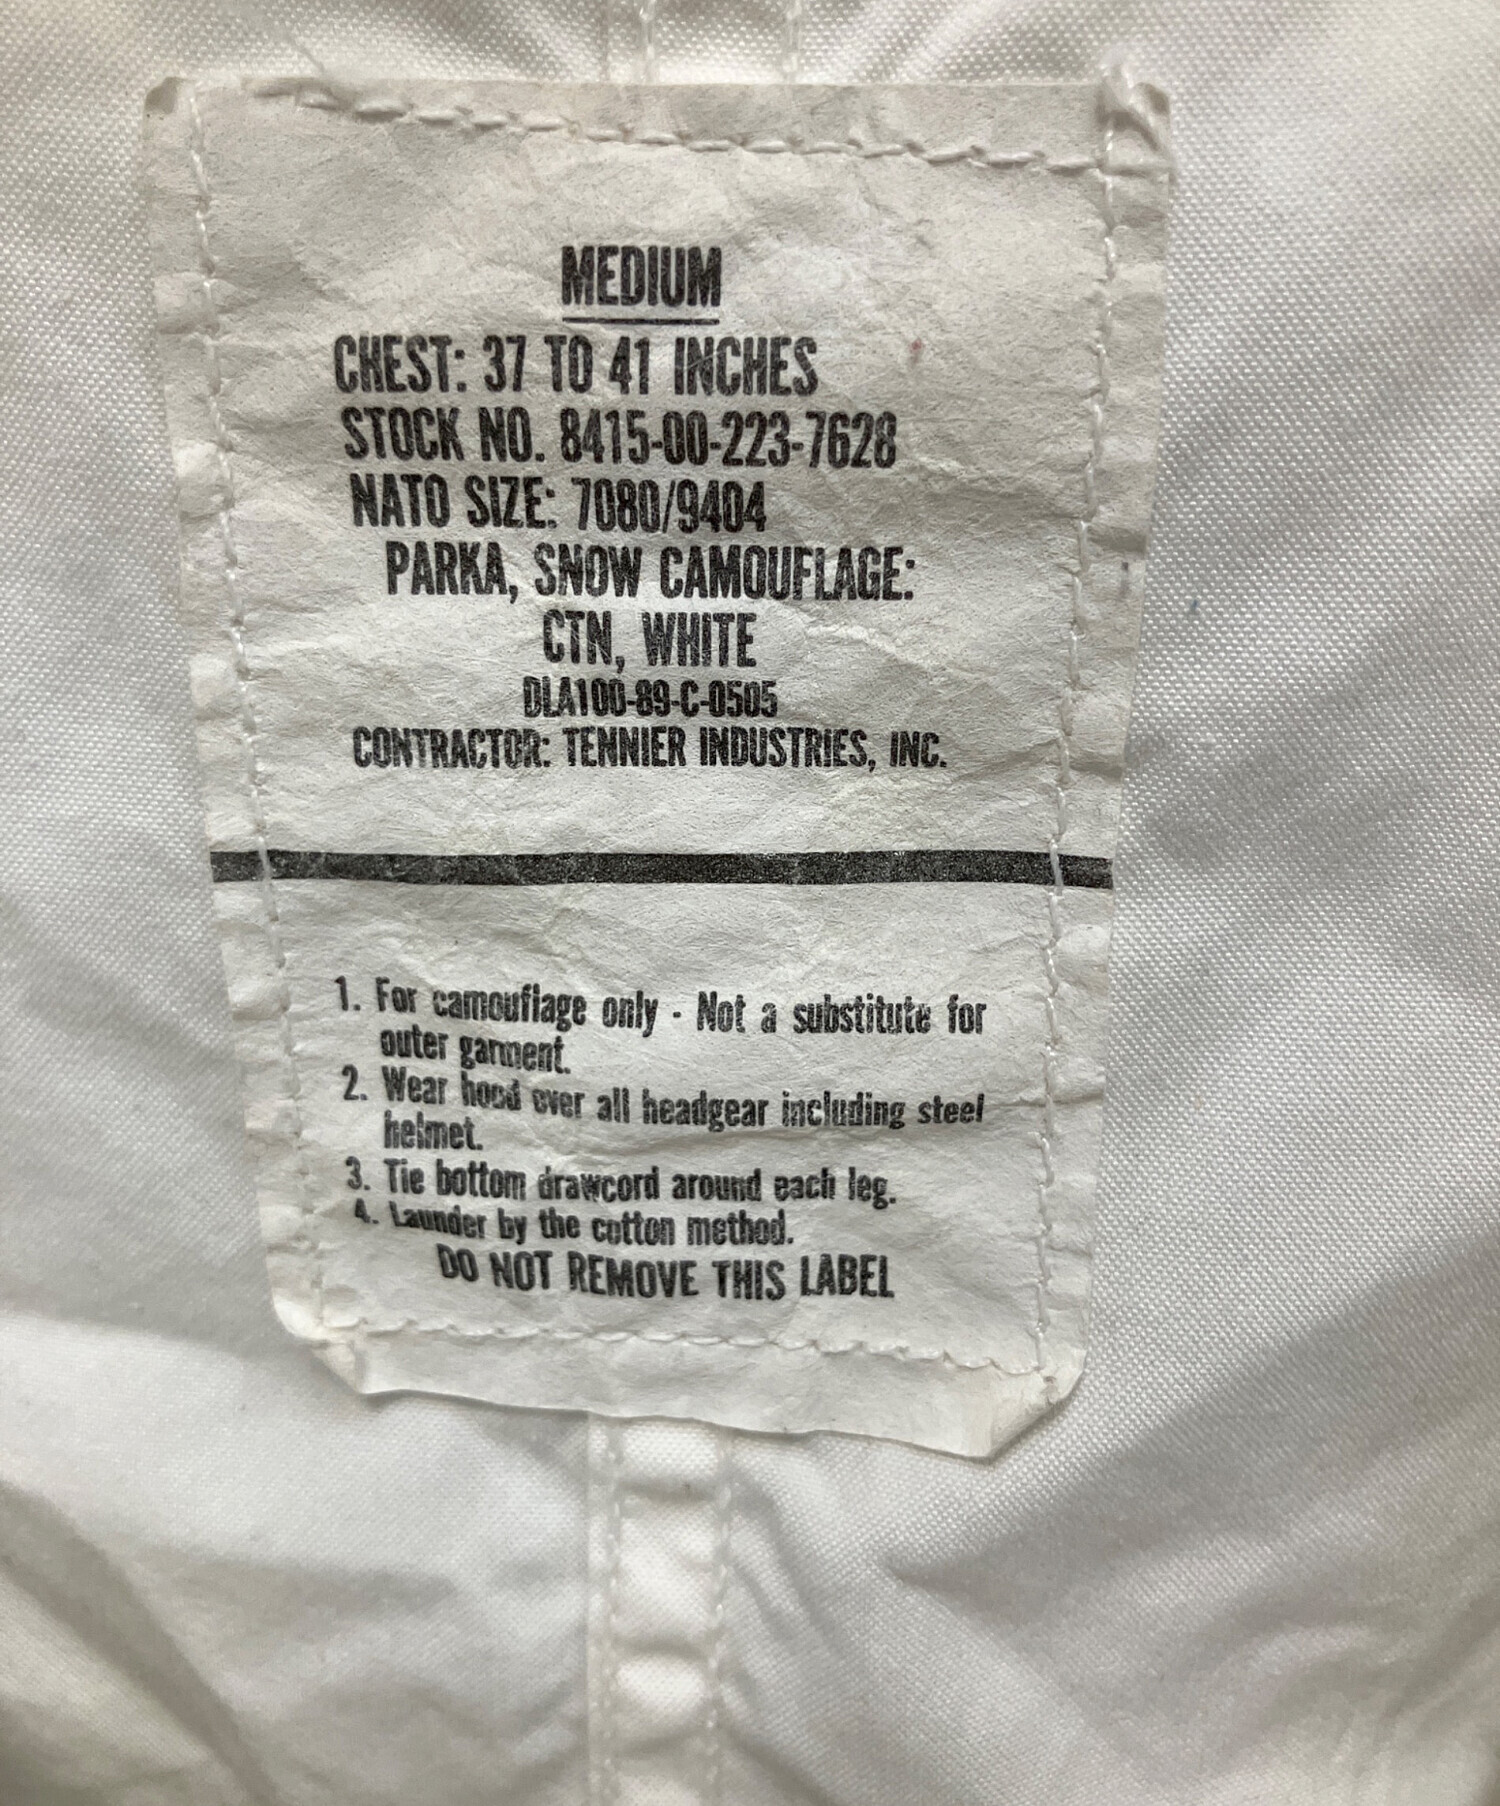 MEDIUM
CHEST: 37 TO 41 INCHES
STOCK NO. 8415-00-223-7628
NATO SIZE: 7080/9404
PARKA, SNOW CAMOUFLAGE:
CTN, WHITE
DLA100-89-C-0505
CONTRACTOR: TENNIER INDUSTRIES, INC.
1. For camouflage only - Not a substitute for
outer garment.
2. Wear hood over all headgear including steel
helmet.
3. Tie bottom drawcord around each leg.
4. Launder by the cotton method.
DO NOT REMOVE THIS LABEL